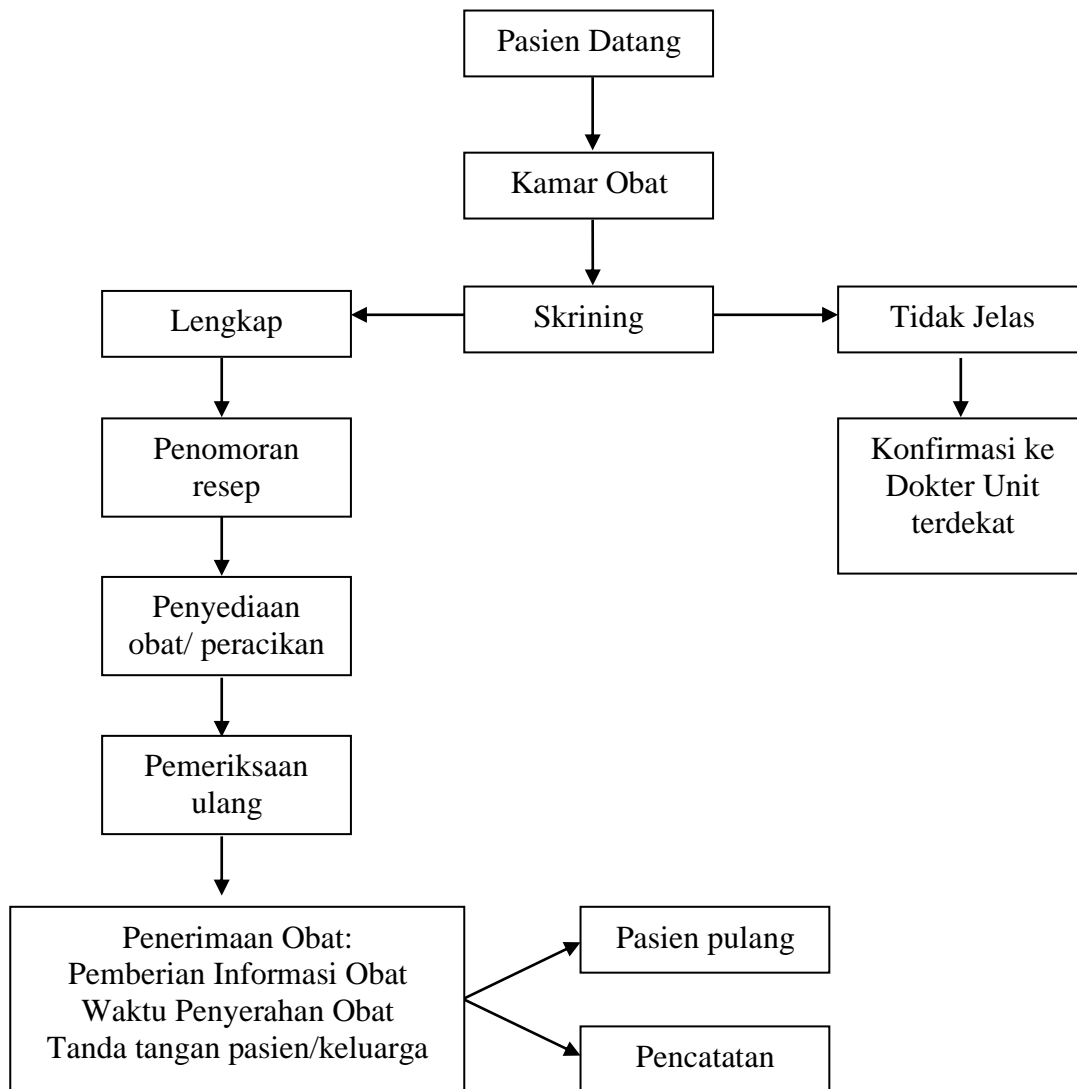 Pasien Datang
Kamar Obat
Lengkap
Skrining
Tidak Jelas
Penomoran
resep
Konfirmasi ke
Dokter Unit
terdekat
Penyediaan
obat/ peracikan
Pemeriksaan
ulang
Penerimaan Obat:
Pemberian Informasi Obat
Waktu Penyerahan Obat
Tanda tangan pasien/keluarga
Pasien pulang
Pencatatan